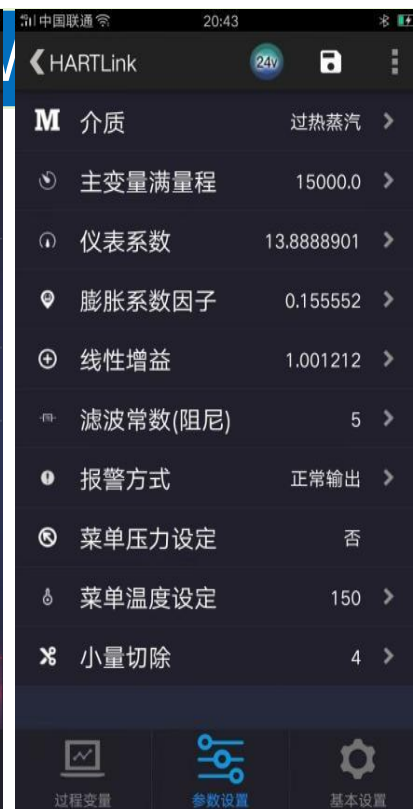 中国联通 20:43
HARTLink 24v
M 介质 过热蒸汽
主变量满量程 15000.0
仪表系数 13.8888901
膨胀系数因子 0.155552
线性增益 1.001212
滤波常数(阻尼) 5
报警方式 正常输出
菜单压力设定 否
菜单温度设定 150
小量切除 4
过程变量 参数设置 基本设置